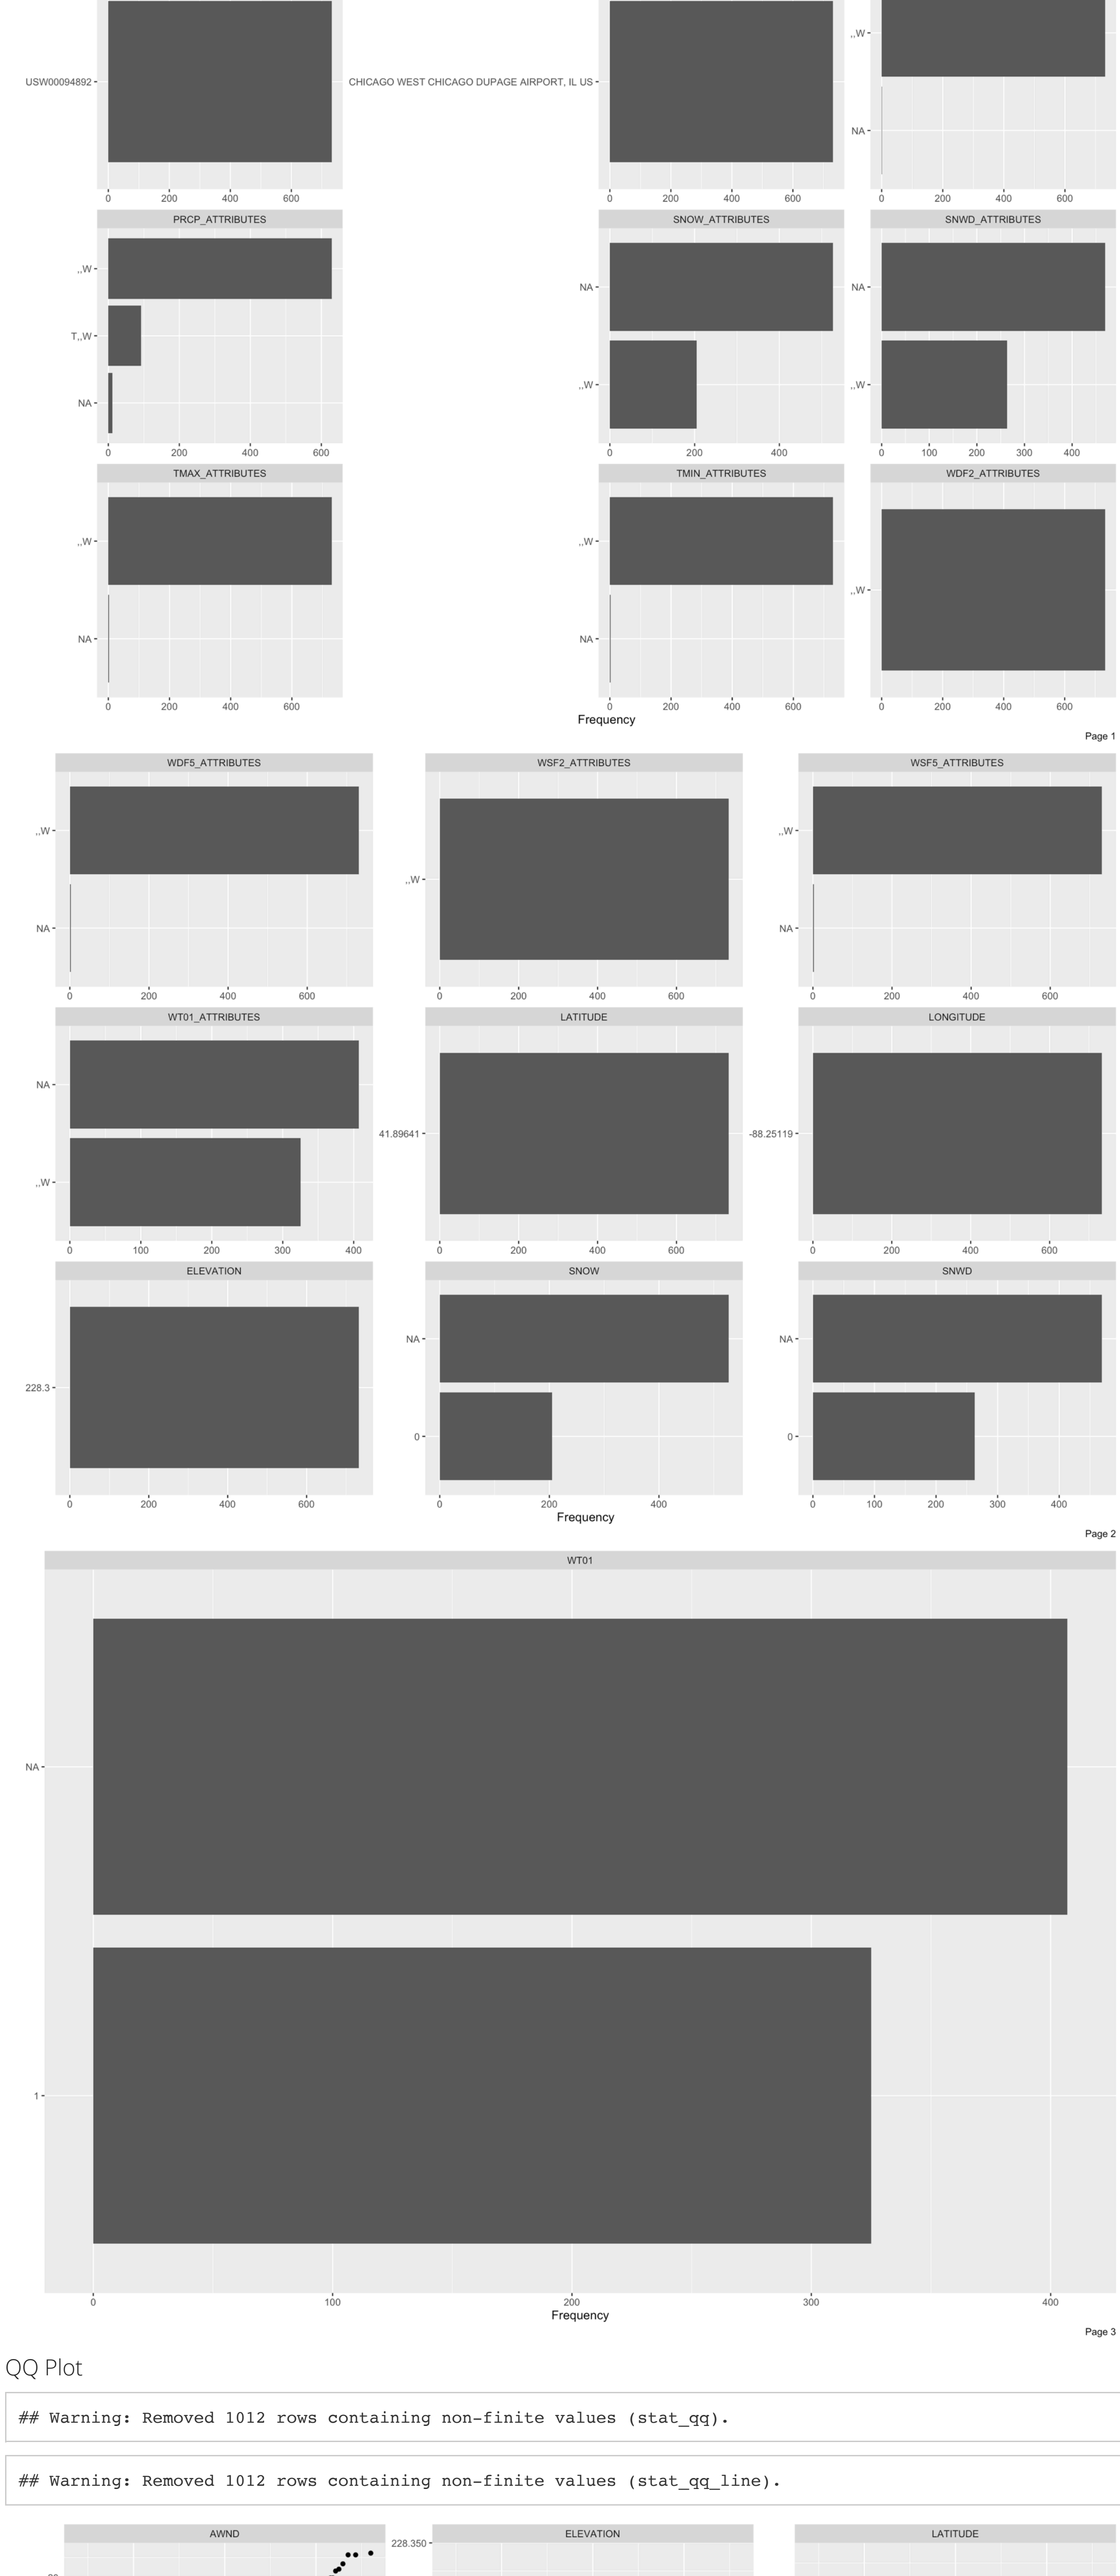 ,,W
USW00094892
CHICAGO WEST CHICAGO DUPAGE AIRPORT, IL US
NA
0 200 400 600
0 200 400 600
0 200 400 600
PRCP_ATTRIBUTES
SNOW_ATTRIBUTES
SNWD_ATTRIBUTES
,,W
T,,W
NA
NA
,,W
NA
,,W
0 200 400 600
0 200 400
0 100 200 300 400
TMAX_ATTRIBUTES
TMIN_ATTRIBUTES
WDF2_ATTRIBUTES
,,W
NA
,,W
NA
,,W
0 200 400 600
0 200 400 600
0 200 400 600
Frequency
Page 1
WDF5_ATTRIBUTES
WSF2_ATTRIBUTES
WSF5_ATTRIBUTES
,,W
NA
,,W
,,W
NA
0 200 400 600
0 200 400 600
0 200 400 600
WT01_ATTRIBUTES
LATITUDE
LONGITUDE
NA
,,W
41.89641
-88.25119
0 100 200 300 400
0 200 400 600
0 200 400 600
ELEVATION
SNOW
SNWD
228.3
NA
0
NA
0
0 200 400 600
0 200 400
0 100 200 300 400
Frequency
Page 2
WT01
NA
1
0 100 200 300 400
Frequency
Page 3
QQ Plot
## Warning: Removed 1012 rows containing non-finite values (stat_qq).
## Warning: Removed 1012 rows containing non-finite values (stat_qq_line).
AWND
ELEVATION
LATITUDE
228.350